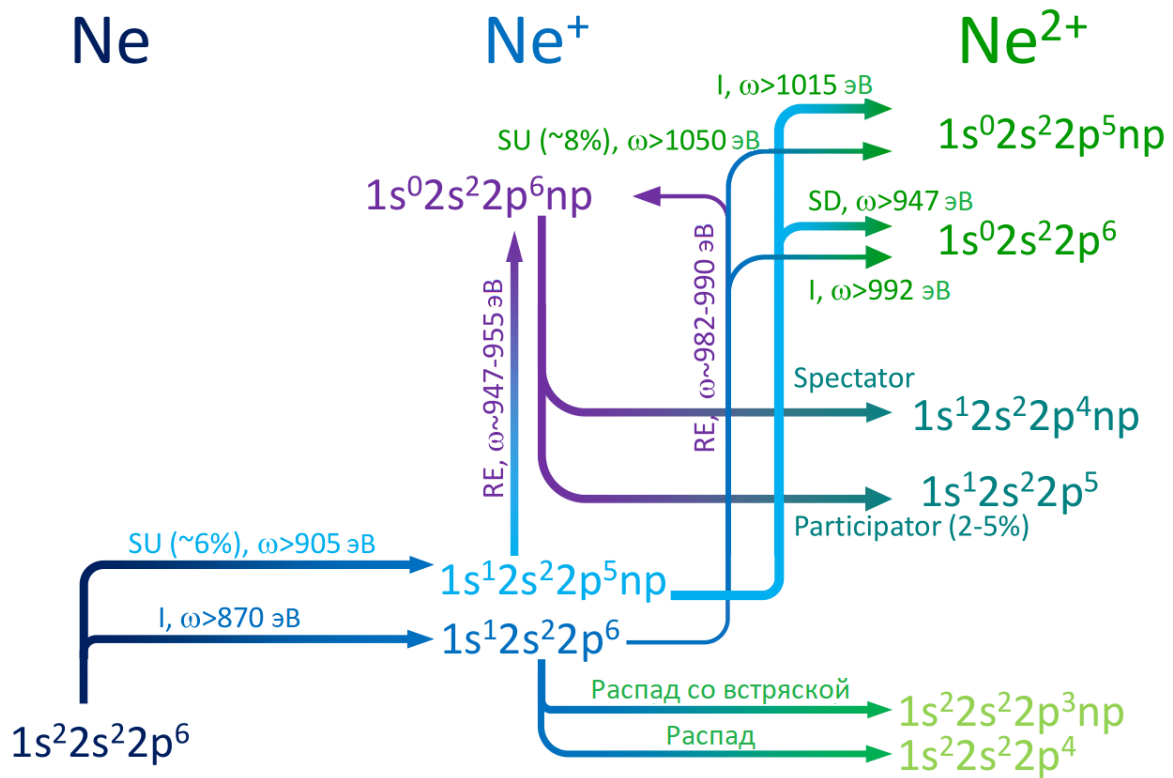 Ne
Ne⁺
Ne²⁺
I, ω>1015 эВ
1s⁰2s²2p⁵np
SU (~8%), ω>1050 эВ
1s⁰2s²2p⁶np
SD, ω>947 эВ
1s⁰2s²2p⁶
I, ω>992 эВ
RE, ω~947-955 эВ
RE, ω~982-990 эВ
Spectator
1s¹2s²2p⁴np
1s¹2s²2p⁵
Participator (2-5%)
SU (~6%), ω>905 эВ
1s¹2s²2p⁵np
I, ω>870 эВ
1s¹2s²2p⁶
Распад со встряской
1s²2s²2p³np
1s²2s²2p⁶
Распад
1s²2s²2p⁴